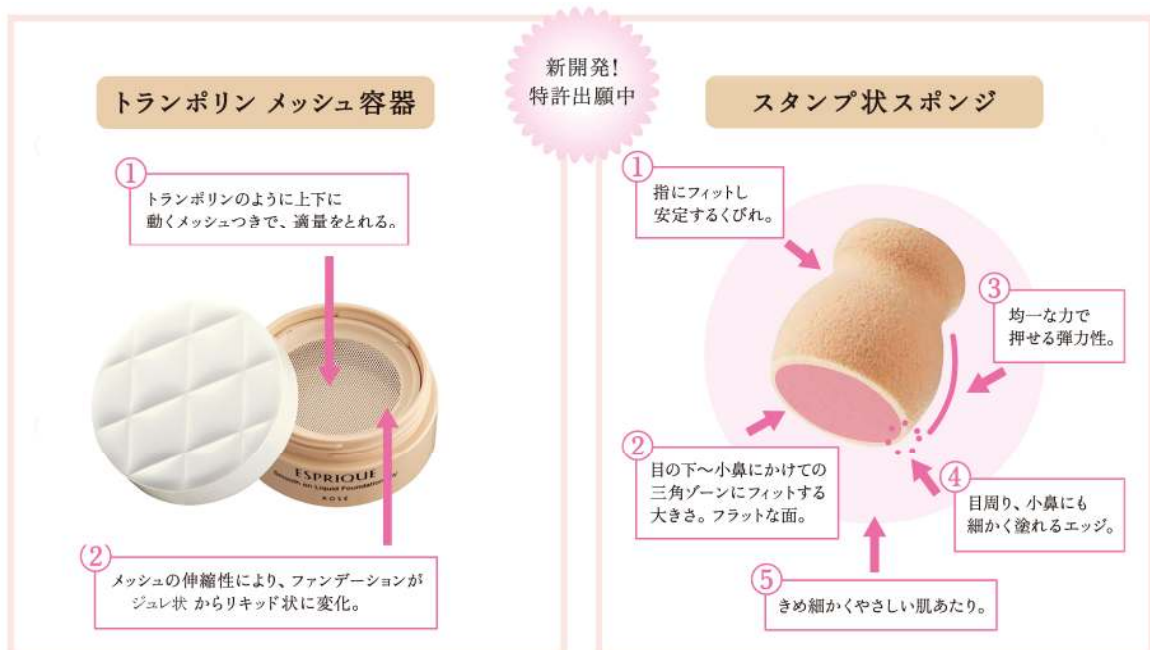 新開発!
特許出願中
トランポリン メッシュ容器
①
トランポリンのように上下に
動くメッシュつきで、適量をとれる。
ESPRIQUE
Smooth on Liquid Foundation
KOSÉ
②
メッシュの伸縮性により、ファンデーションが
ジュレ状 からリキッド状に変化。
スタンプ状スポンジ
①
指にフィットし
安定するくびれ。
③
均一な力で
押せる弾力性。
②
目の下〜小鼻にかけての
三角ゾーンにフィットする
大きさ。フラットな面。
④
目周り、小鼻にも
細かく塗れるエッジ。
⑤
きめ細かくやさしい肌あたり。